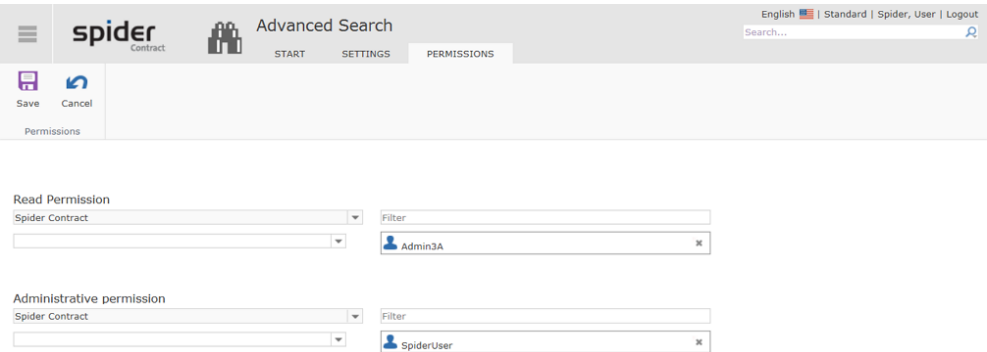 English | Standard | Spider, User | Logout
spider
Contract
Advanced Search
Search...
START SETTINGS PERMISSIONS
Save Cancel
Permissions
Read Permission
Spider Contract Filter
Admin3A
Administrative permission
Spider Contract Filter
SpiderUser